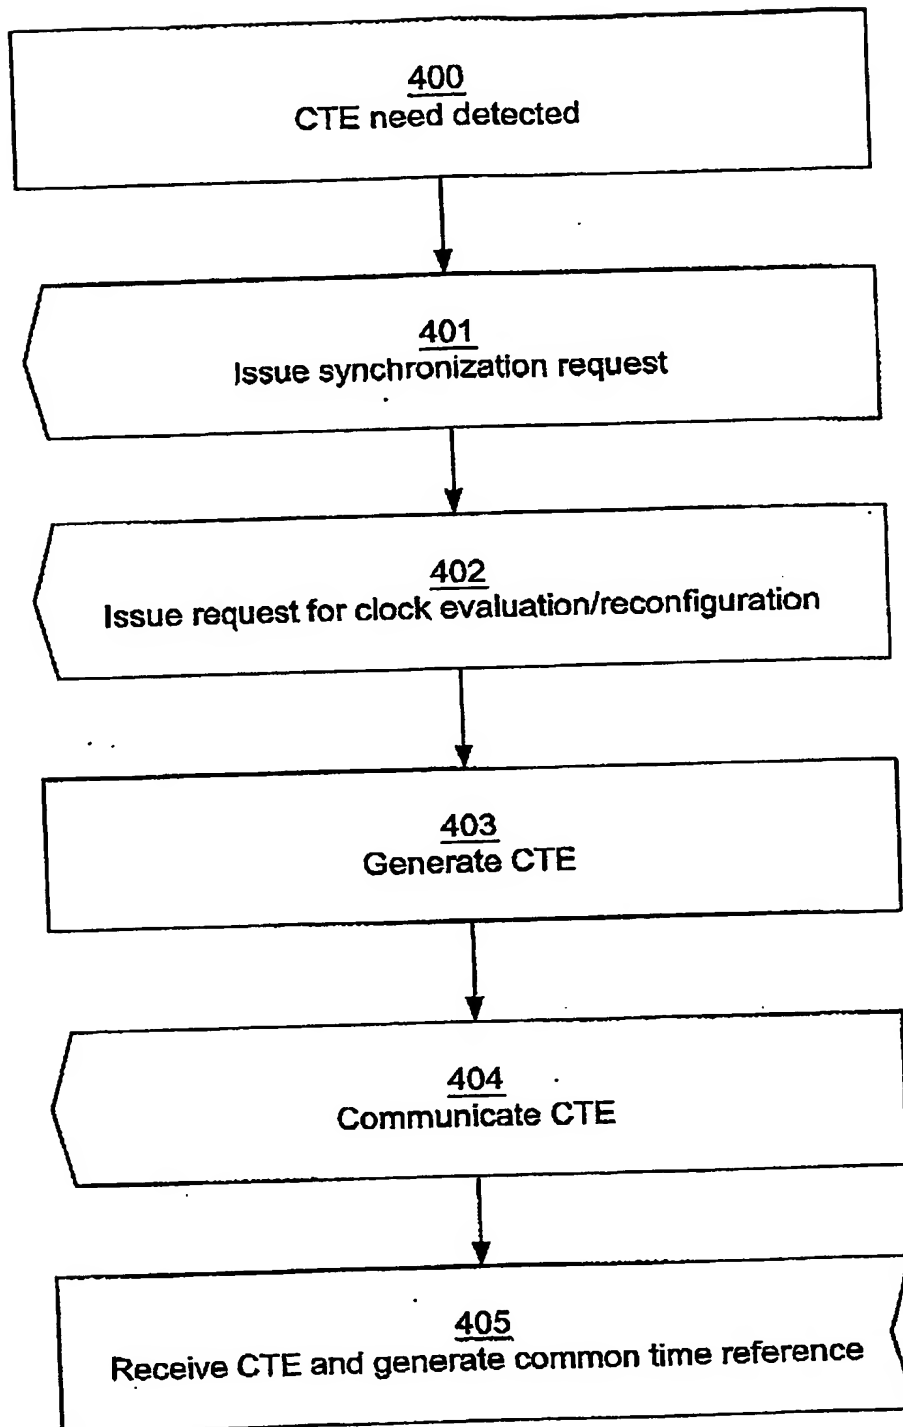 400
CTE need detected
401
Issue synchronization request
402
Issue request for clock evaluation/reconfiguration
403
Generate CTE
404
Communicate CTE
405
Receive CTE and generate common time reference